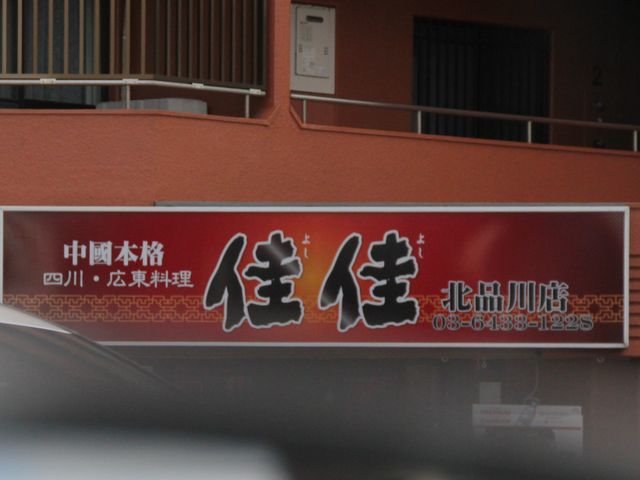 中國本格
四川・広東料理
佳佳
よし よし
北品川店
03-6433-1228
2